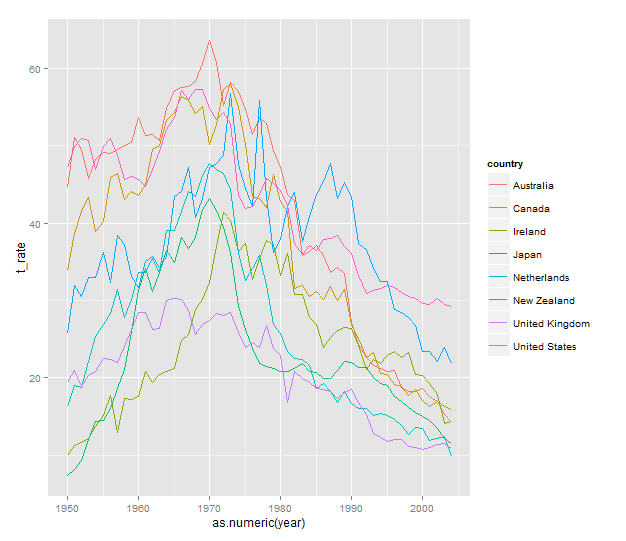 60
40
20
t_rate
1950 1960 1970 1980 1990 2000
as.numeric(year)
country
Australia
Canada
Ireland
Japan
Netherlands
New Zealand
United Kingdom
United States